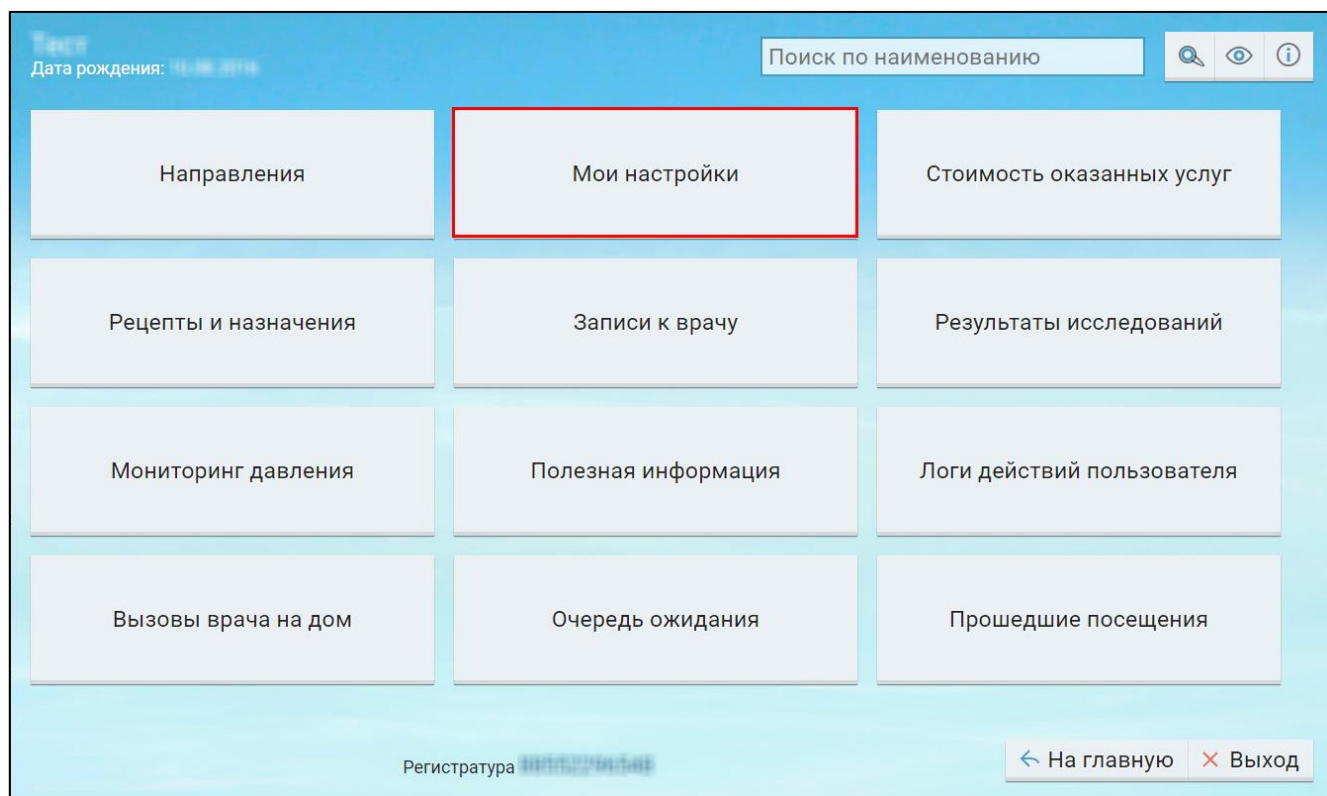 Тест
Дата рождения:
Поиск по наименованию
Направления
Мои настройки
Стоимость оказанных услуг
Рецепты и назначения
Записи к врачу
Результаты исследований
Мониторинг давления
Полезная информация
Логи действий пользователя
Вызовы врача на дом
Очередь ожидания
Прошедшие посещения
Регистратура
На главную
Выход